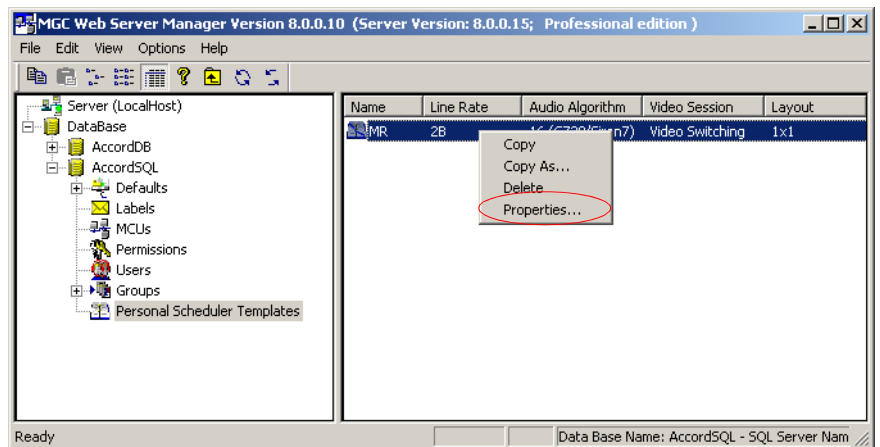 MGC Web Server Manager Version 8.0.0.10 (Server Version: 8.0.0.15; Professional edition )
File Edit View Options Help
Server (LocalHost)
DataBase
AccordDB
AccordSQL
Defaults
Labels
MCUs
Permissions
Users
Groups
Personal Scheduler Templates
Name Line Rate Audio Algorithm Video Session Layout
MR 2B Video Switching 1x1
Copy
Copy As...
Delete
Properties...
Ready Data Base Name: AccordSQL - SQL Server Nam